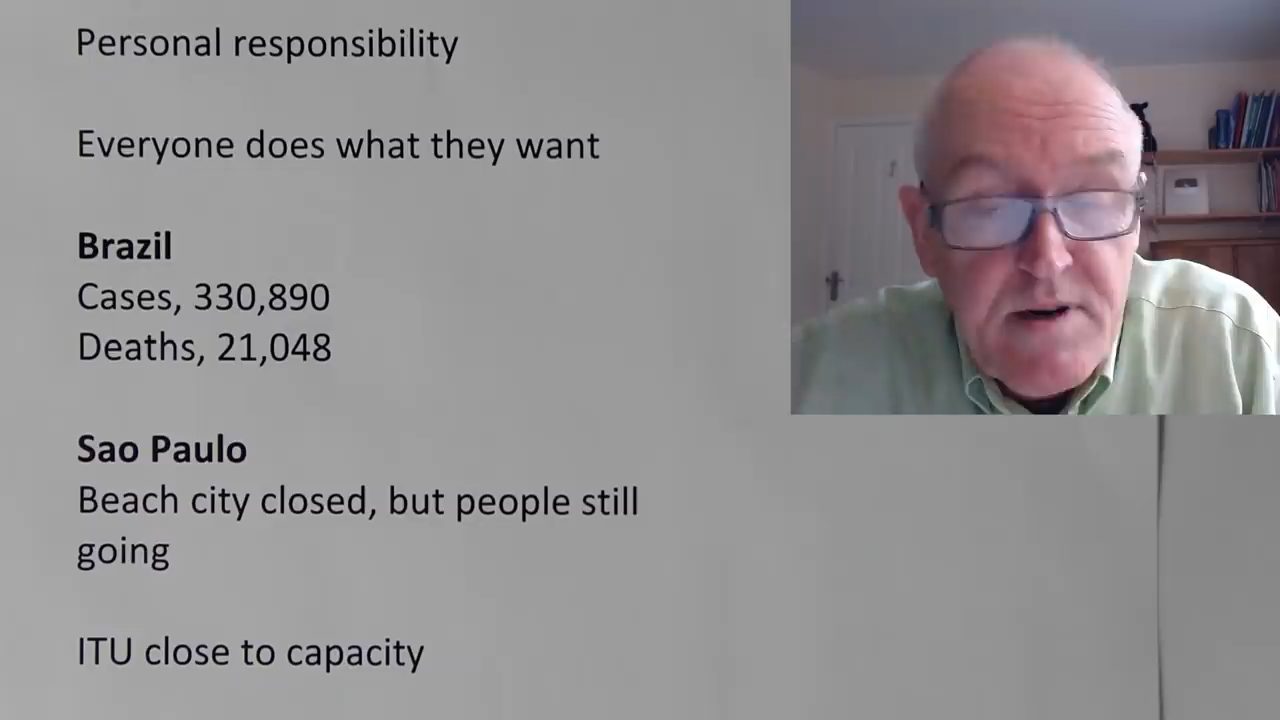 Personal responsibility
Everyone does what they want
Brazil
Cases, 330,890
Deaths, 21,048
Sao Paulo
Beach city closed, but people still
going
ITU close to capacity